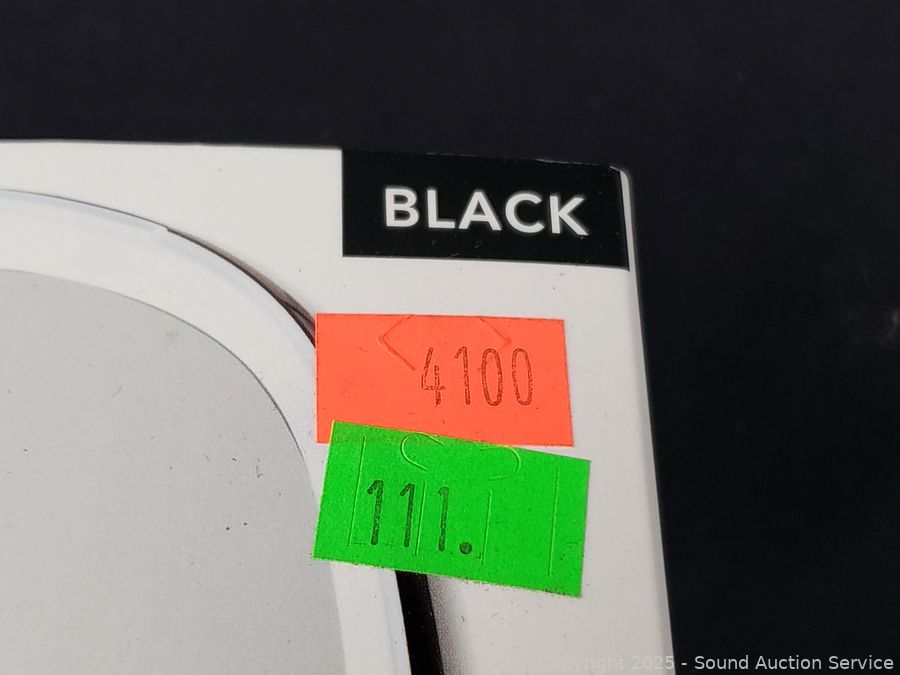 BLACK
4100
111.
Copyright 2025 - Sound Auction Service